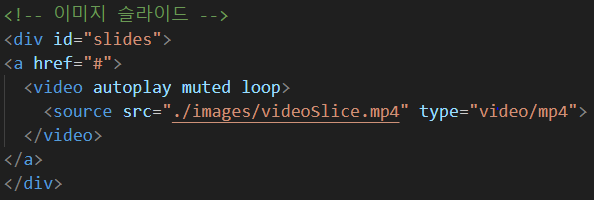 <!-- 이미지 슬라이드 -->
<div id="slides">
<a href="#">
<video autoplay muted loop>
<source src="./images/videoSlice.mp4" type="video/mp4">
</video>
</a>
</div>